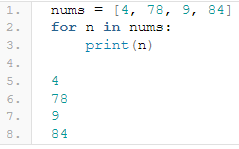 1. nums = [4, 78, 9, 84]
2. for n in nums:
3.     print(n)
4.
5. 4
6. 78
7. 9
8. 84